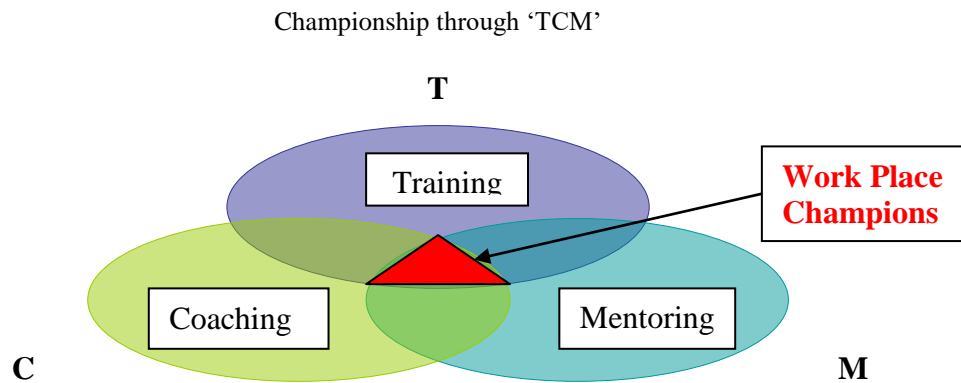 Championship through ‘TCM’
T
Training
Work Place
Champions
Coaching
Mentoring
C
M